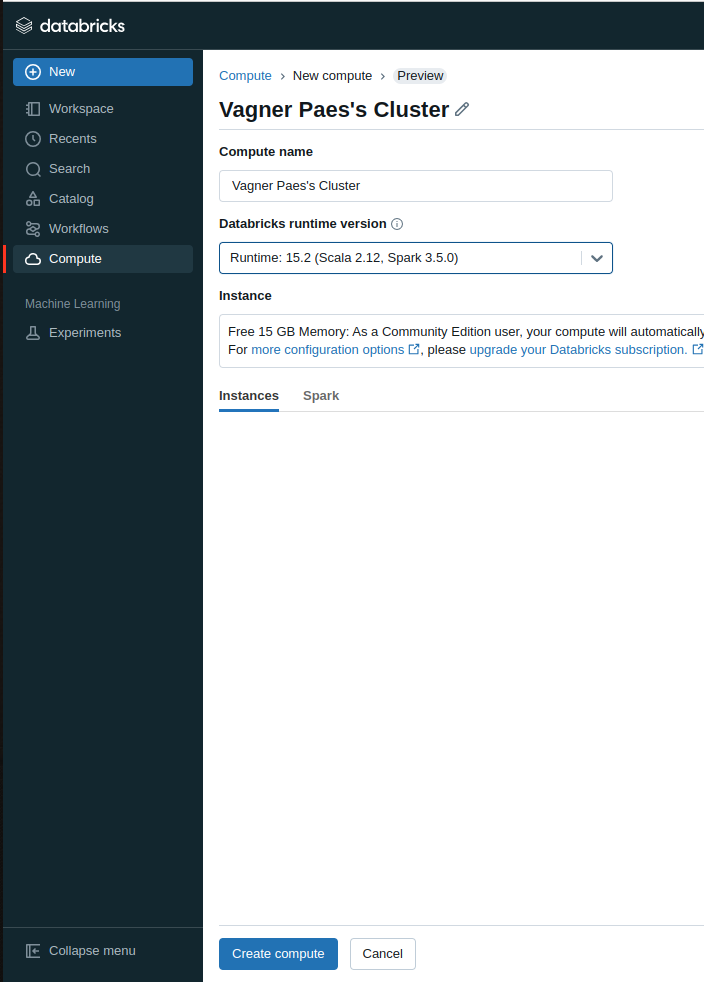 databricks
New
Workspace
Recents
Search
Catalog
Workflows
Compute
Machine Learning
Experiments
Collapse menu
Compute › New compute › Preview
Vagner Paes's Cluster
Compute name
Vagner Paes's Cluster
Databricks runtime version
Runtime: 15.2 (Scala 2.12, Spark 3.5.0)
Instance
Free 15 GB Memory: As a Community Edition user, your compute will automatically
For more configuration options, please upgrade your Databricks subscription.
Instances Spark
Create compute Cancel